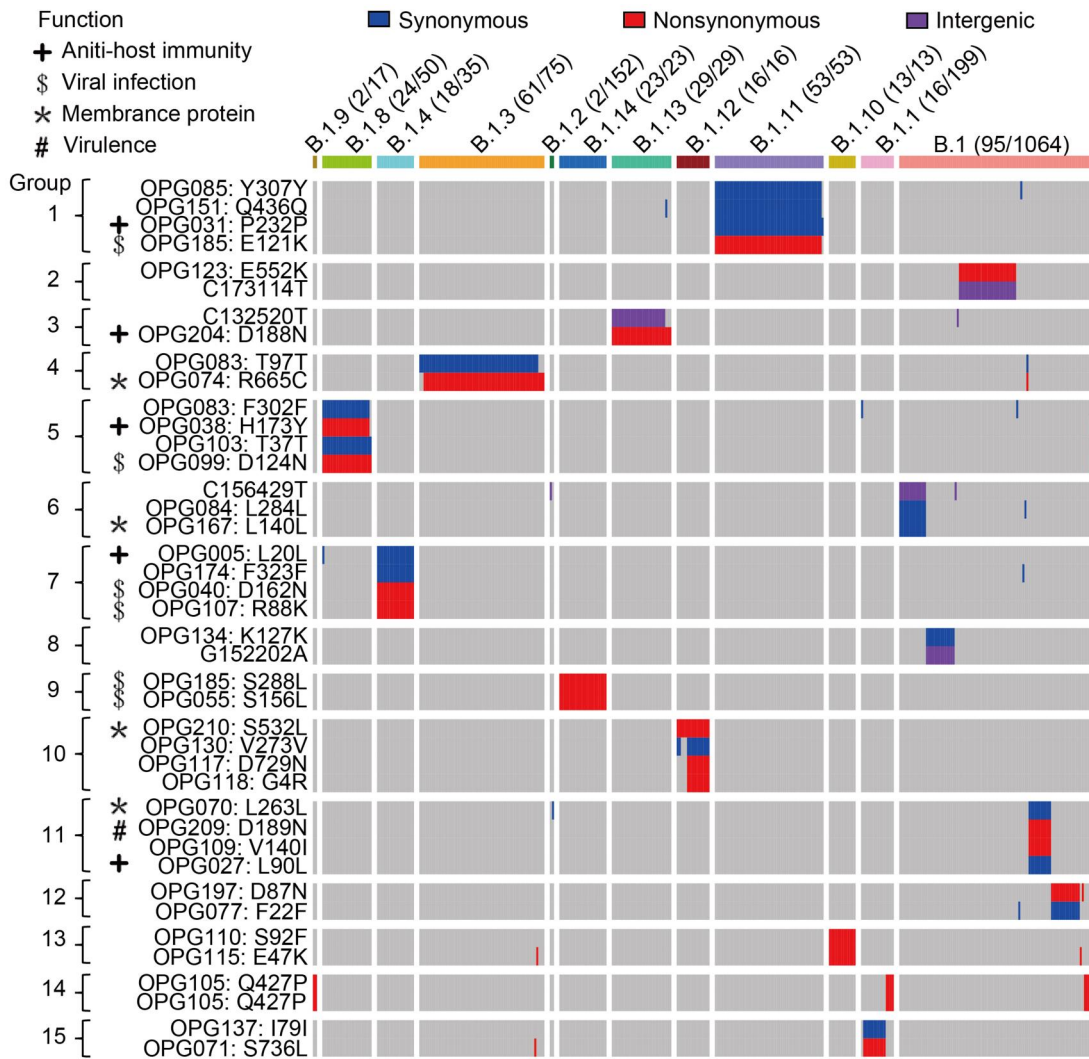 Function
Synonymous
Nonsynonymous
Intergenic
+ Aniti-host immunity
$ Viral infection
* Membrance protein
# Virulence
B.1.9 (2/17)
B.1.8 (24/50)
B.1.4 (18/35)
B.1.3 (61/75)
B.1.2 (2/152)
B.1.14 (23/23)
B.1.13 (29/29)
B.1.12 (16/16)
B.1.11 (53/53)
B.1.10 (13/13)
B.1.1 (16/199)
B.1 (95/1064)
Group
1
OPG085: Y307Y
OPG151: Q436Q
+ OPG031: P232P
$ OPG185: E121K
2
OPG123: E552K
C173114T
3
C132520T
+ OPG204: D188N
4
OPG083: T97T
* OPG074: R665C
5
OPG083: F302F
+ OPG038: H173Y
OPG103: T37T
$ OPG099: D124N
6
C156429T
OPG084: L284L
* OPG167: L140L
7
+ OPG005: L20L
OPG174: F323F
$ OPG040: D162N
$ OPG107: R88K
8
OPG134: K127K
G152202A
9
$ OPG185: S288L
$ OPG055: S156L
10
* OPG210: S532L
OPG130: V273V
OPG117: D729N
OPG118: G4R
11
* OPG070: L263L
# OPG209: D189N
OPG109: V140I
+ OPG027: L90L
12
OPG197: D87N
OPG077: F22F
13
OPG110: S92F
OPG115: E47K
14
OPG105: Q427P
OPG105: Q427P
15
OPG137: I79I
OPG071: S736L